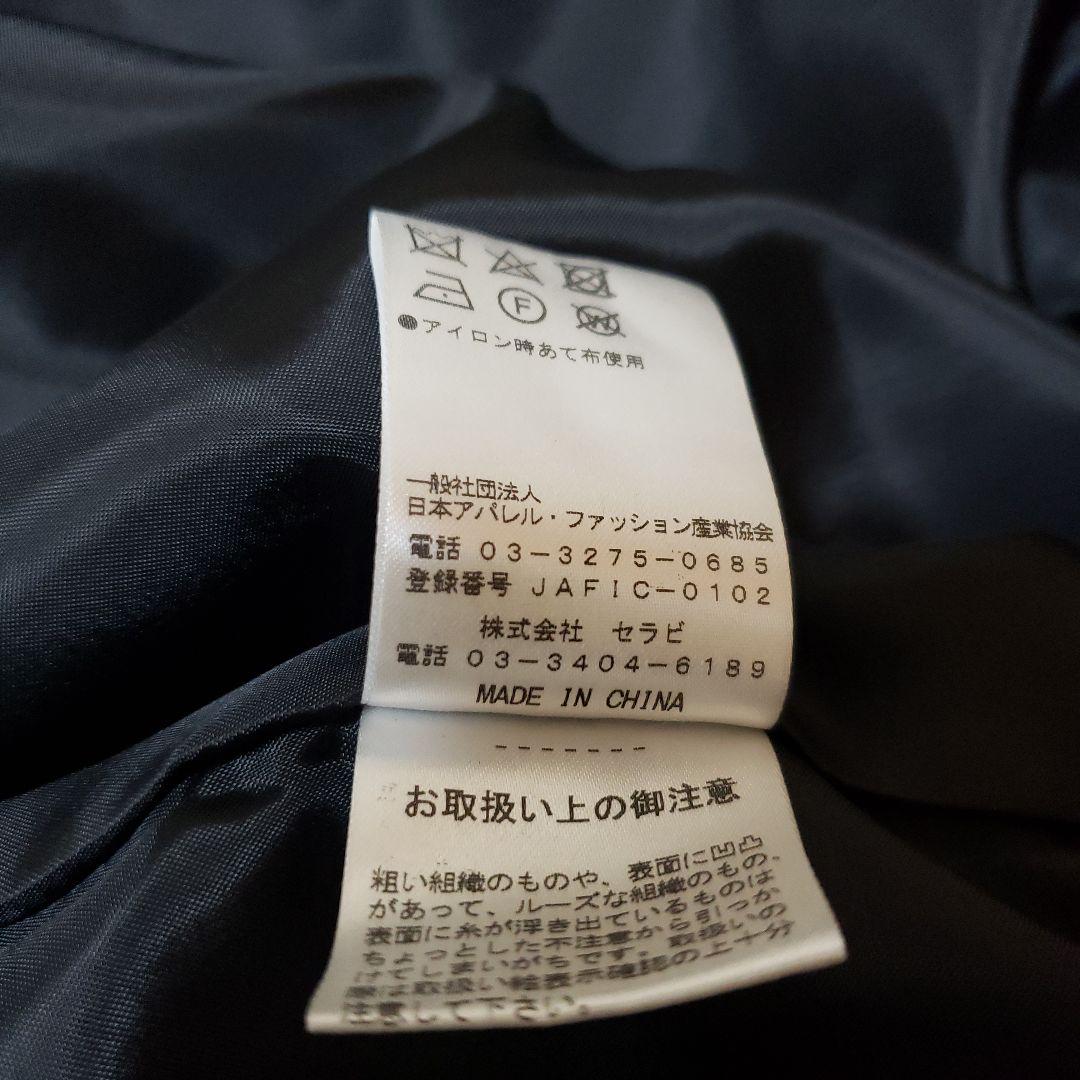 F
W
●アイロン時あて布使用
一般社団法人
日本アパレル・ファッション産業協会
電話 03-3275-0685
登録番号 JAFIC-0102
株式会社 セラビ
電話 03-3404-6189
MADE IN CHINA
-------
お取扱い上の御注意
粗い組織のものや、表面に凹凸
があって、ルーズな組織のもの、
表面に糸が浮き出ているものは
ちょっとした不注意から引っか
けてしまいがちです。取扱いの
際は取扱い絵表示確認の上十分
注意して下さい。